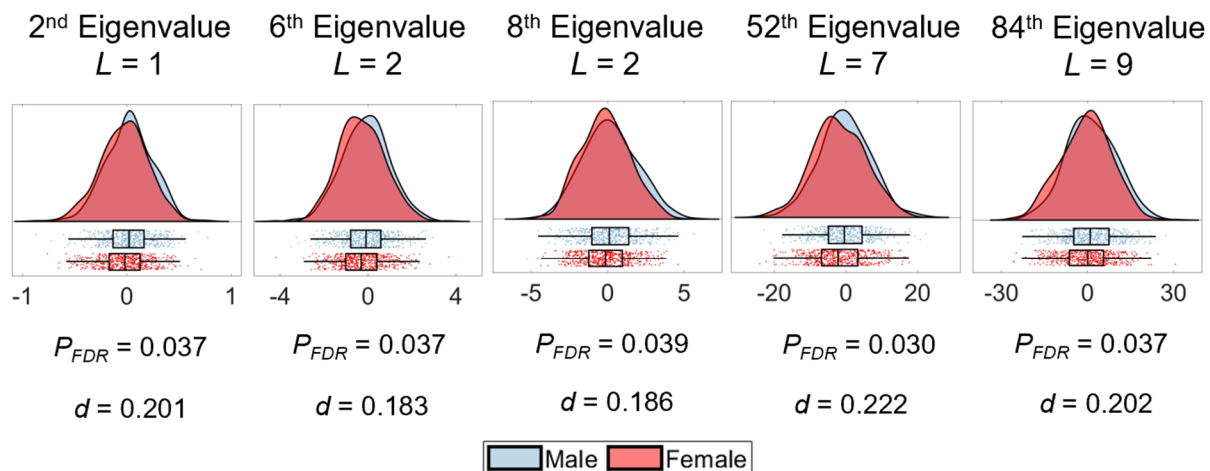 2nd Eigenvalue
L = 1
6th Eigenvalue
L = 2
8th Eigenvalue
L = 2
52th Eigenvalue
L = 7
84th Eigenvalue
L = 9
-1 0 1
-4 0 4
-5 0 5
-20 0 20
-30 0 30
PFDR = 0.037
PFDR = 0.037
PFDR = 0.039
PFDR = 0.030
PFDR = 0.037
d = 0.201
d = 0.183
d = 0.186
d = 0.222
d = 0.202
Male Female